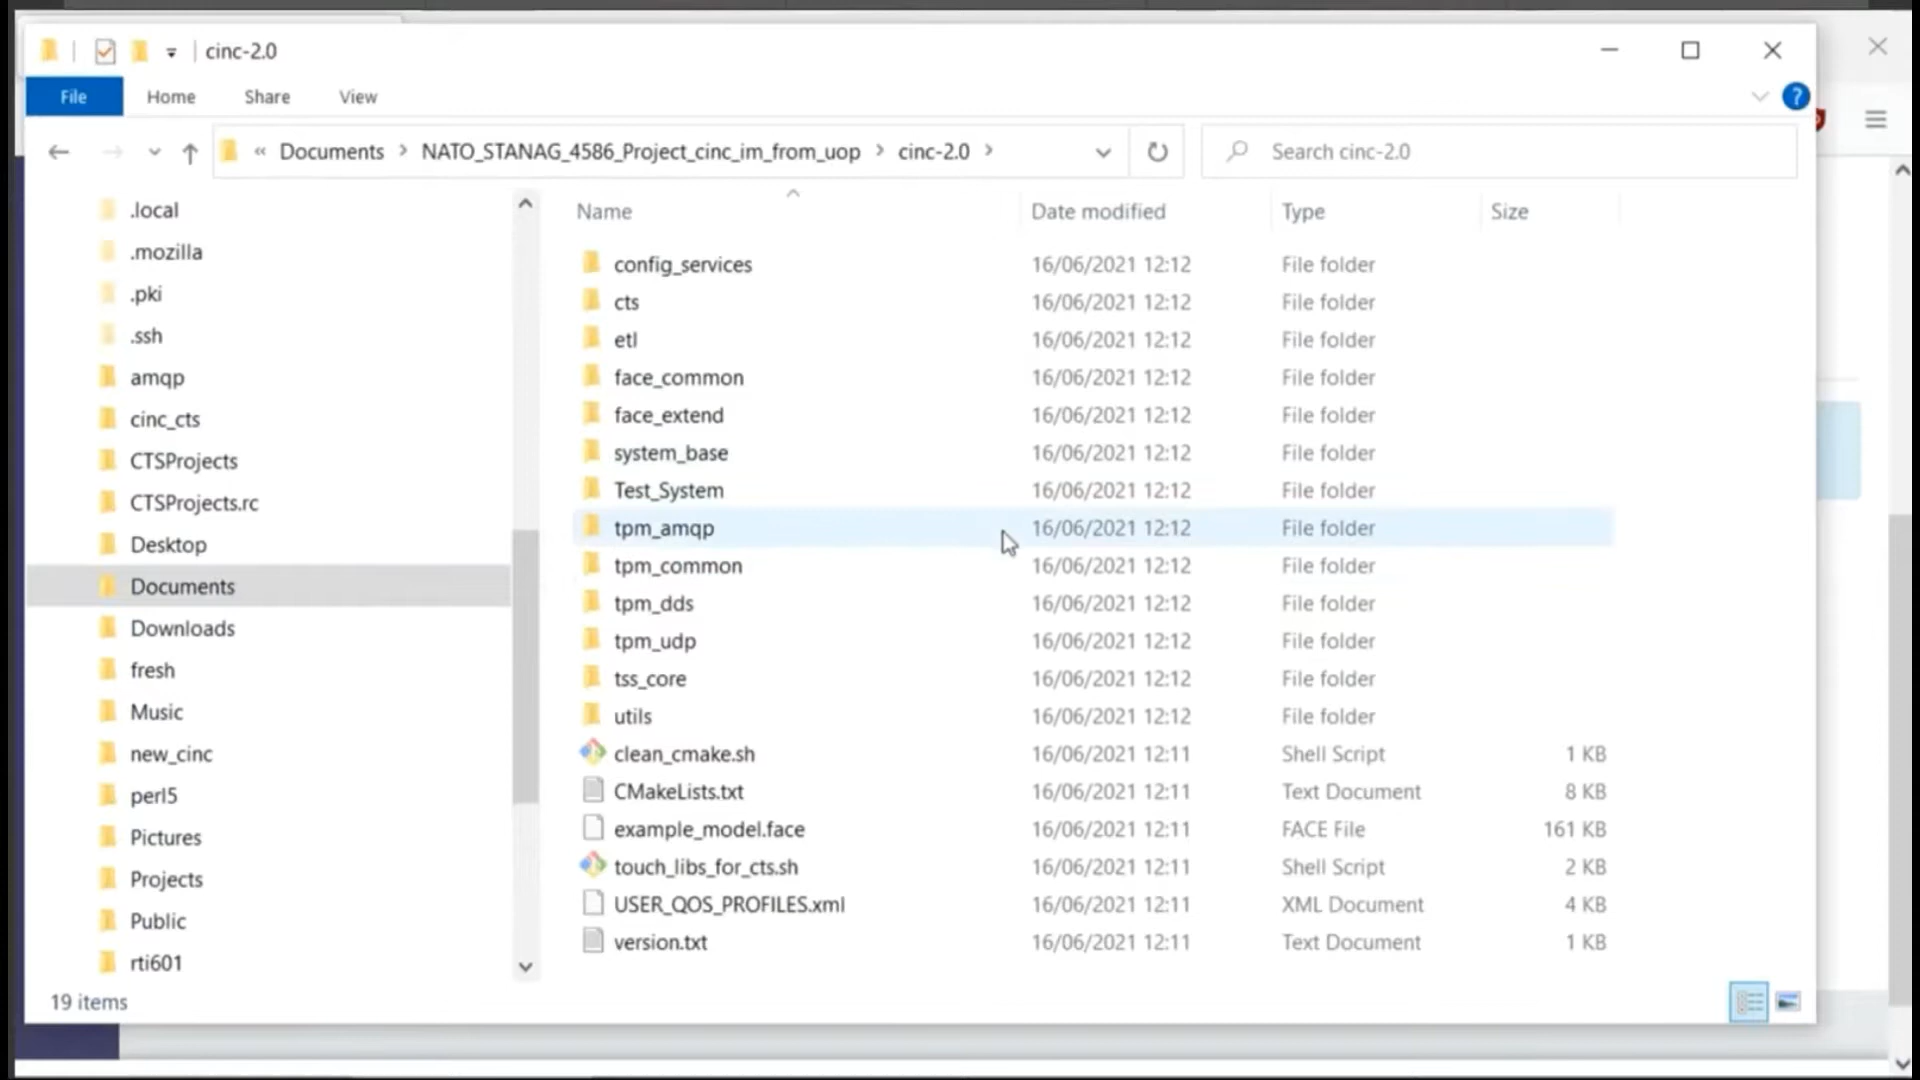 cinc-2.0
File Home Share View
« Documents > NATO_STANAG_4586_Project_cinc_im_from_uop > cinc-2.0 >
Search cinc-2.0
.local
.mozilla
.pki
.ssh
amqp
cinc_cts
CTSProjects
CTSProjects.rc
Desktop
Documents
Downloads
fresh
Music
new_cinc
perl5
Pictures
Projects
Public
rti601
Name Date modified Type Size
config_services 16/06/2021 12:12 File folder
cts 16/06/2021 12:12 File folder
etl 16/06/2021 12:12 File folder
face_common 16/06/2021 12:12 File folder
face_extend 16/06/2021 12:12 File folder
system_base 16/06/2021 12:12 File folder
Test_System 16/06/2021 12:12 File folder
tpm_amqp 16/06/2021 12:12 File folder
tpm_common 16/06/2021 12:12 File folder
tpm_dds 16/06/2021 12:12 File folder
tpm_udp 16/06/2021 12:12 File folder
tss_core 16/06/2021 12:12 File folder
utils 16/06/2021 12:12 File folder
clean_cmake.sh 16/06/2021 12:11 Shell Script 1 KB
CMakeLists.txt 16/06/2021 12:11 Text Document 8 KB
example_model.face 16/06/2021 12:11 FACE File 161 KB
touch_libs_for_cts.sh 16/06/2021 12:11 Shell Script 2 KB
USER_QOS_PROFILES.xml 16/06/2021 12:11 XML Document 4 KB
version.txt 16/06/2021 12:11 Text Document 1 KB
19 items